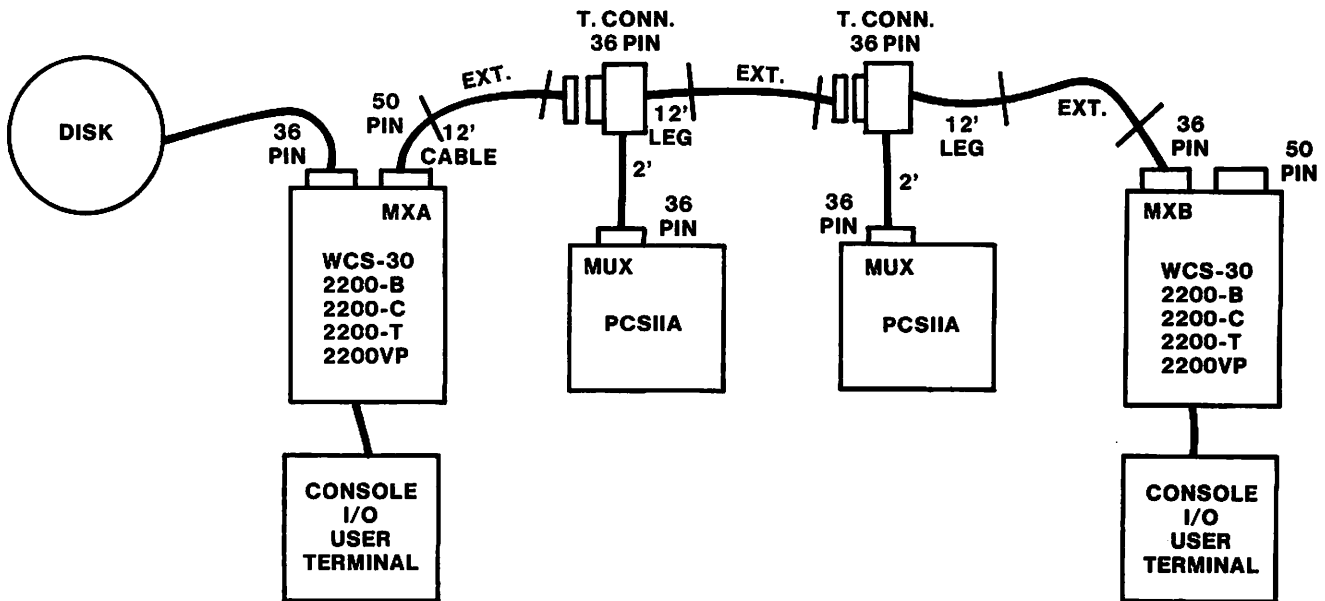 T. CONN.
36 PIN
T. CONN.
36 PIN
EXT.
EXT.
EXT.
DISK
36
PIN
50
PIN
12'
CABLE
12'
LEG
12'
LEG
36
PIN
50
PIN
2'
2'
36
PIN
36
PIN
MXA
WCS-30
2200-B
2200-C
2200-T
2200VP
MUX
PCSIIA
MUX
PCSIIA
MXB
WCS-30
2200-B
2200-C
2200-T
2200VP
CONSOLE
I/O
USER
TERMINAL
CONSOLE
I/O
USER
TERMINAL